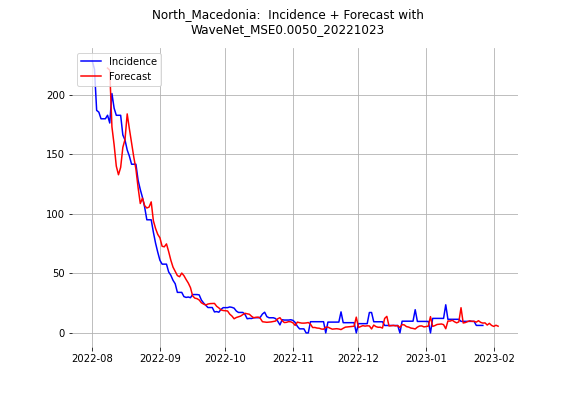 North_Macedonia:  Incidence + Forecast with
WaveNet_MSE0.0050_20221023
Incidence
Forecast
200
150
100
50
0
2022-08 2022-09 2022-10 2022-11 2022-12 2023-01 2023-02